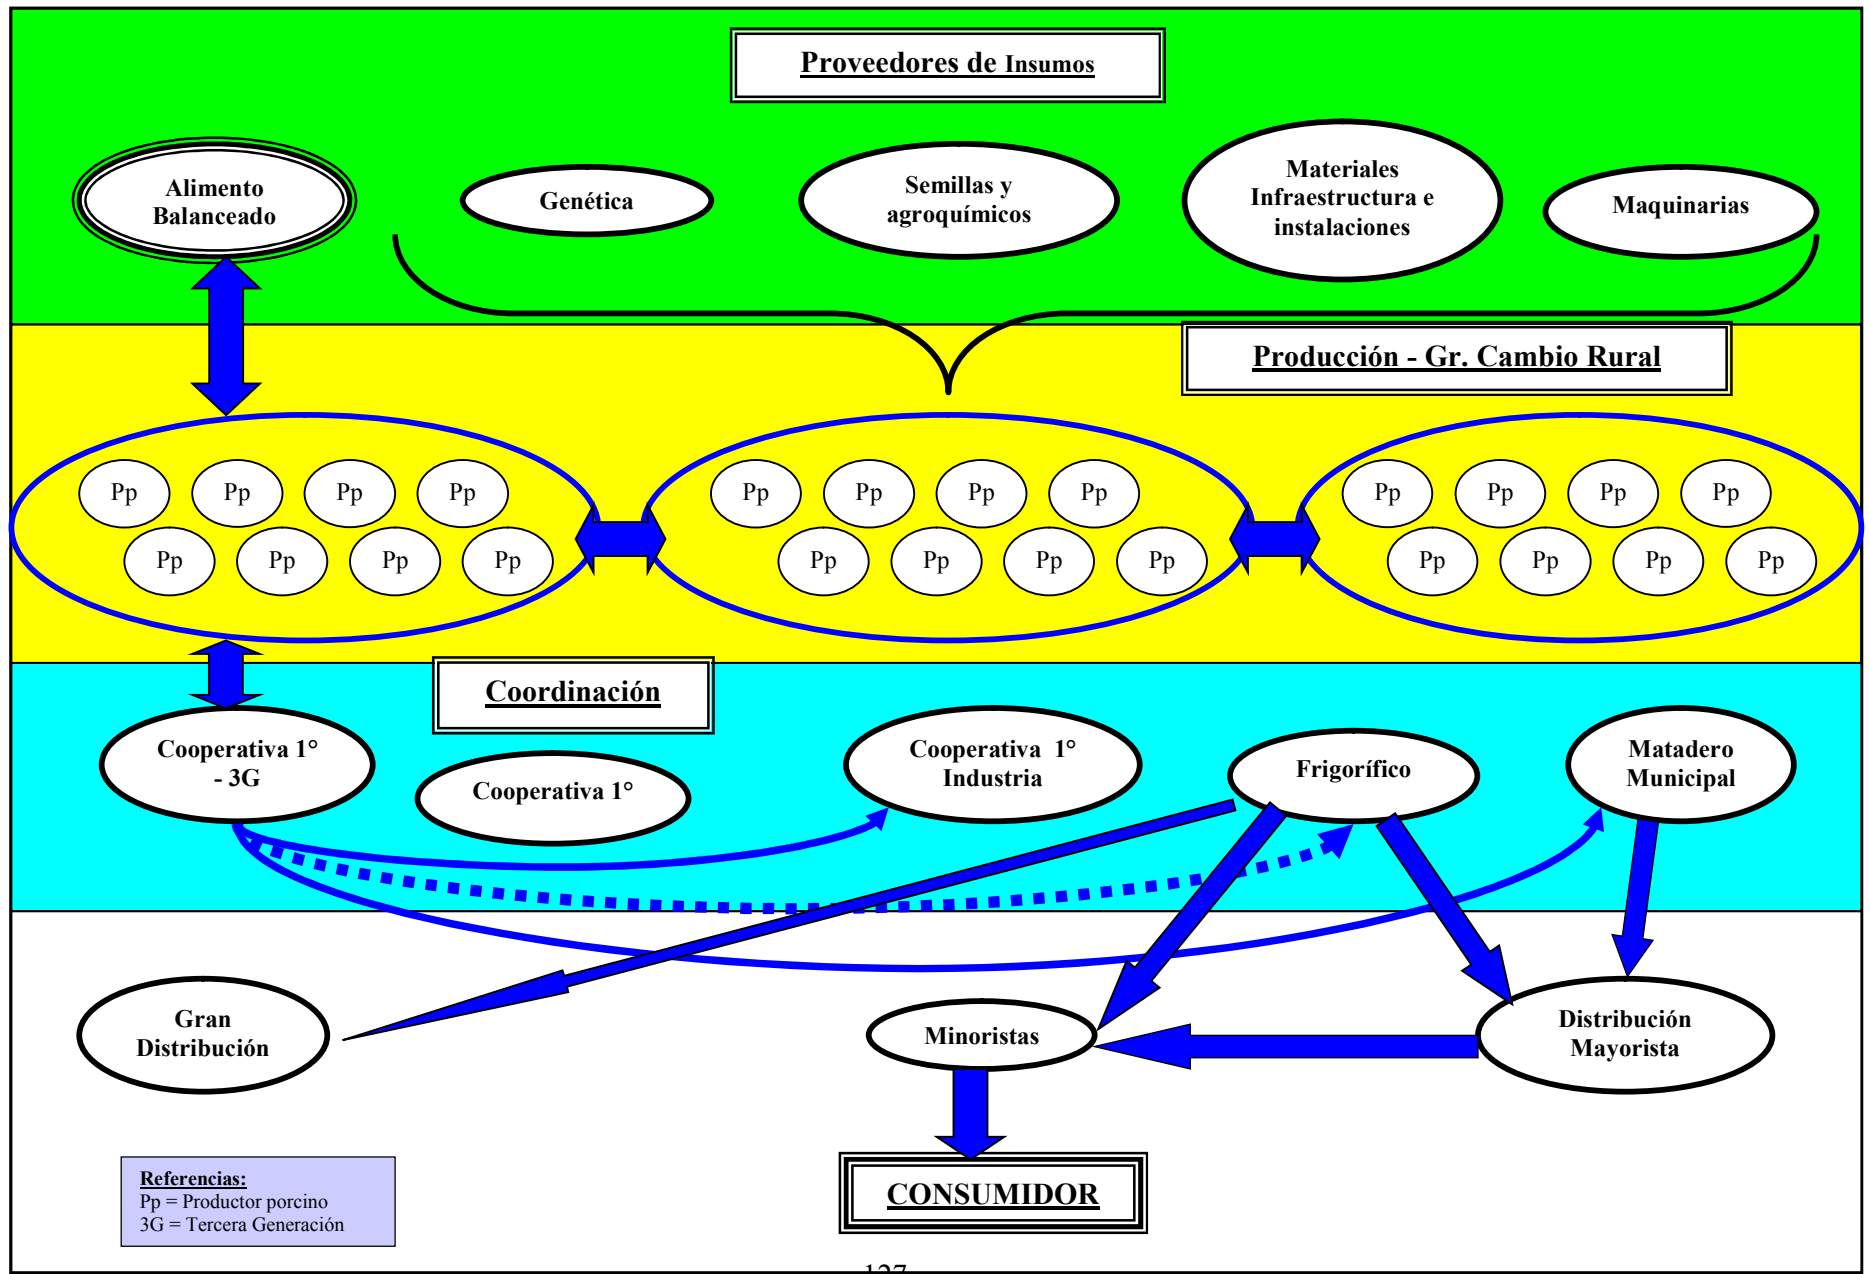 Proveedores de Insumos
Alimento
Balanceado
Genética
Semillas y
agroquímicos
Materiales
Infraestructura e
instalaciones
Maquinarias
Producción - Gr. Cambio Rural
Pp Pp Pp Pp Pp Pp Pp Pp Pp Pp Pp Pp
Pp Pp Pp Pp Pp Pp Pp Pp Pp Pp Pp Pp
Coordinación
Cooperativa 1°
- 3G
Cooperativa 1°
Cooperativa 1°
Industria
Frigorífico
Matadero
Municipal
Gran
Distribución
Minoristas
Distribución
Mayorista
CONSUMIDOR
Referencias:
Pp = Productor porcino
3G = Tercera Generación
127